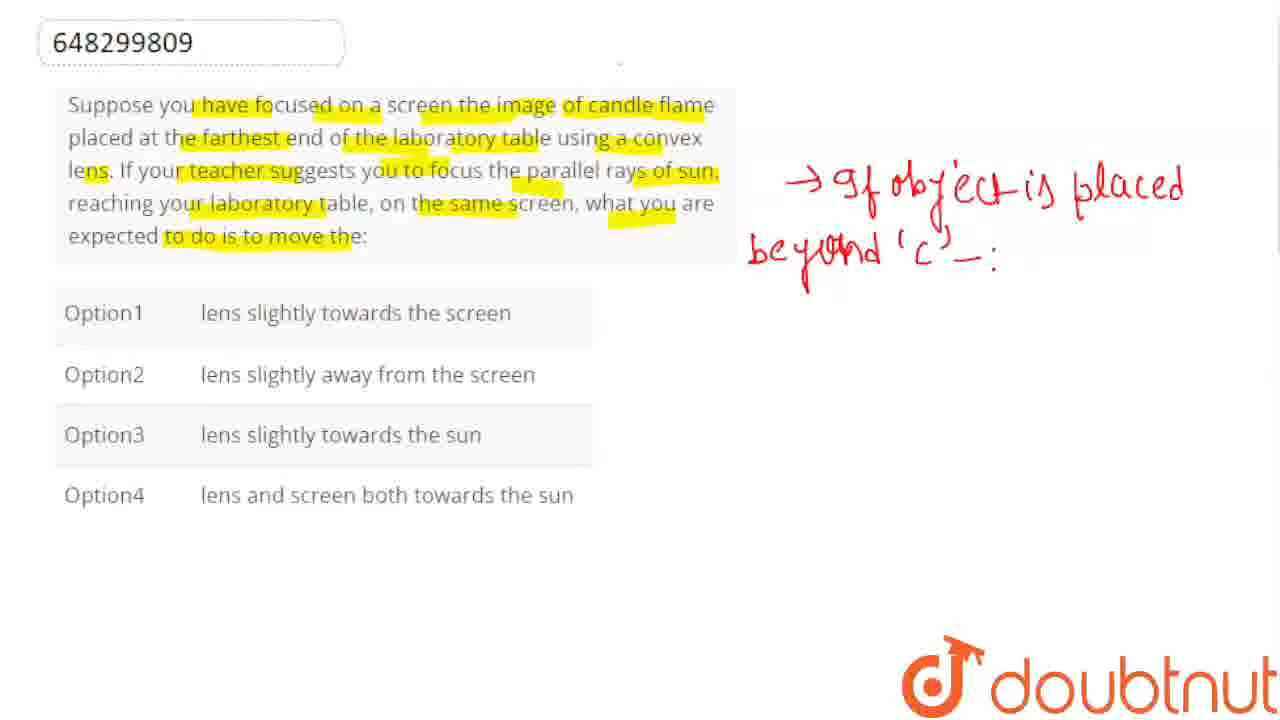 648299809
Suppose you have focused on a screen the image of candle flame
placed at the farthest end of the laboratory table using a convex
lens. If your teacher suggests you to focus the parallel rays of sun,
reaching your laboratory table, on the same screen, what you are
expected to do is to move the:
→ If object is placed
beyond 'C' - :
Option1 lens slightly towards the screen
Option2 lens slightly away from the screen
Option3 lens slightly towards the sun
Option4 lens and screen both towards the sun
doubtnut